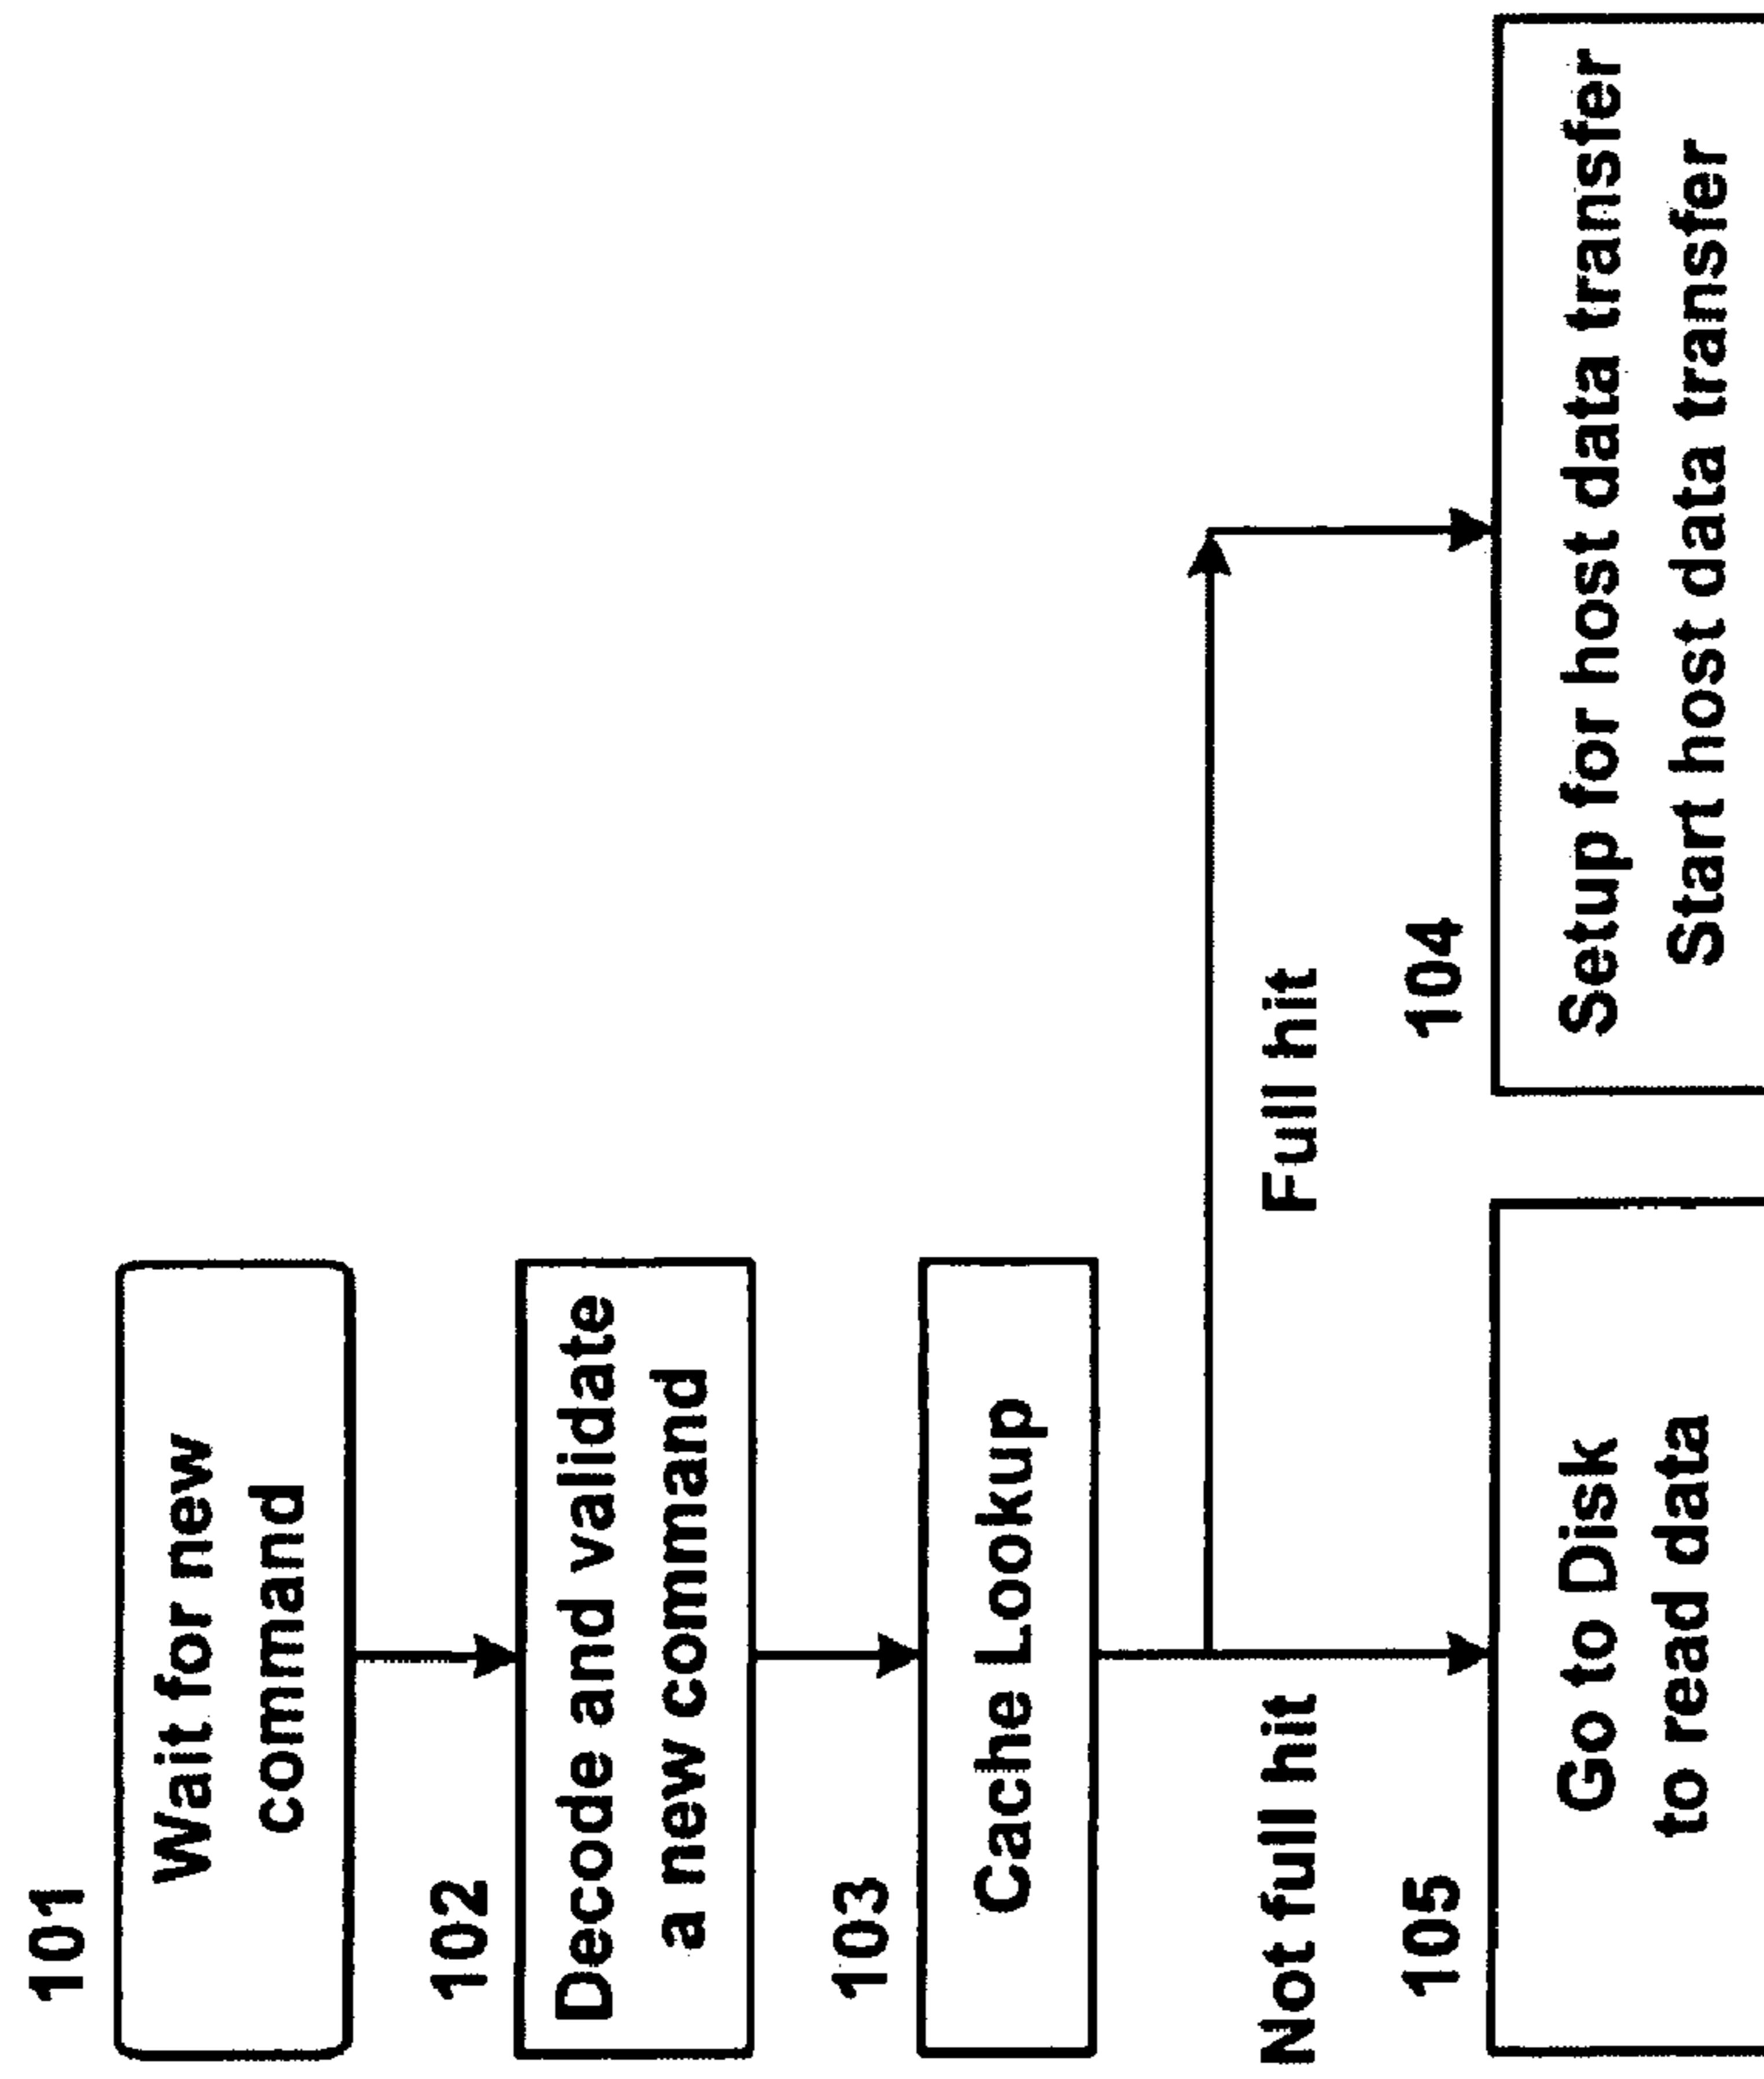 101
Wait for new
command
102
Decode and validate
a new command
103
Cache Lookup
Not full hit
Full hit
105
Go to Disk
to read data
104
Setup for host data transfer
Start host data transfer